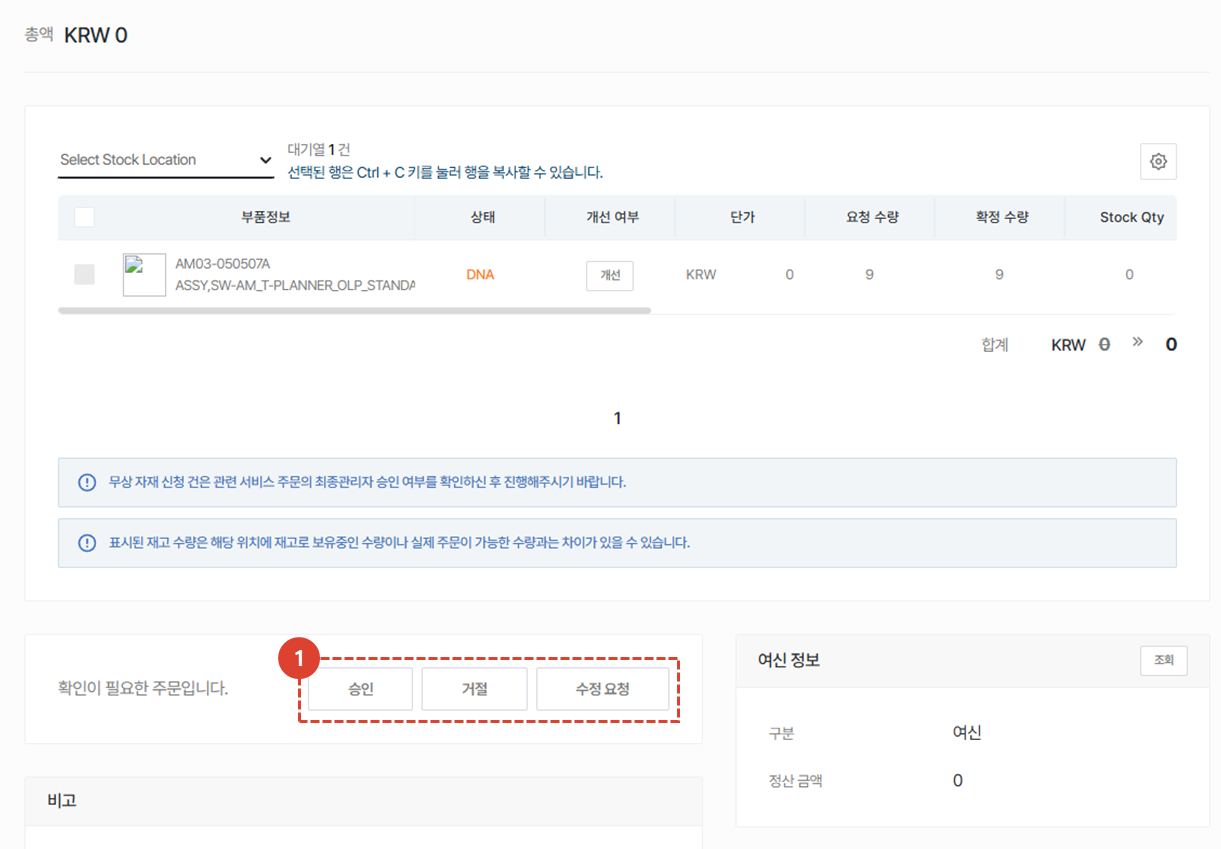 총액 KRW 0
Select Stock Location
대기열 1 건
선택된 행은 Ctrl + C 키를 눌러 행을 복사할 수 있습니다.
부품정보 상태 개선 여부 단가 요청 수량 확정 수량 Stock Qty
AM03-050507A
ASSY,SW-AM_T-PLANNER_OLP_STANDA
DNA 개선 KRW 0 9 9 0
합계 KRW 0 » 0
1
무상 자재 신청 건은 관련 서비스 주문의 최종관리자 승인 여부를 확인하신 후 진행해주시기 바랍니다.
표시된 재고 수량은 해당 위치에 재고로 보유중인 수량이나 실제 주문이 가능한 수량과는 차이가 있을 수 있습니다.
1
확인이 필요한 주문입니다. 승인 거절 수정 요청
여신 정보 조회
구분 여신
정산 금액 0
비고